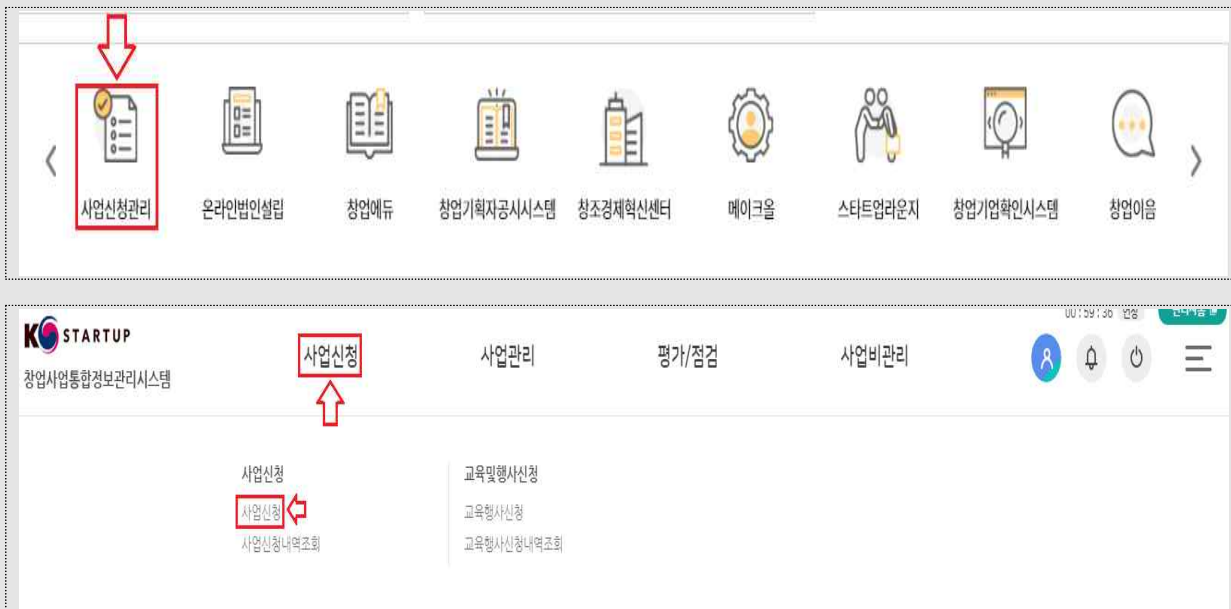 사업신청관리
온라인법인설립
창업에듀
창업기획자공시시스템
창조경제혁신센터
메이크올
스타트업라운지
창업기업확인시스템
창업이음
00:59:36 연장
K STARTUP
창업사업통합정보관리시스템
사업신청
사업관리
평가/점검
사업비관리
사업신청
사업신청
사업신청내역조회
교육및행사신청
교육행사신청
교육행사신청내역조회